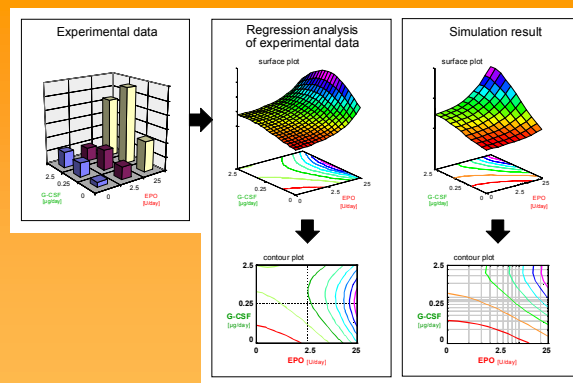 Experimental data
2.5
0.25
0
G-CSF
[µg/day]
0
2.5
25
EPO
[U/day]
Regression analysis
of experimental data
surface plot
2.5
0.25
G-CSF
[µg/day]
0
0
2.5
25
EPO
[U/day]
contour plot
2.5
0.25
G-CSF
[µg/day]
0
0
2.5
25
EPO [U/day]
Simulation result
surface plot
2.5
0.25
G-CSF
[µg/day]
0
0
2.5
25
EPO
[U/day]
contour plot
2.5
0.25
G-CSF
[µg/day]
0
0
2.5
25
EPO [U/day]